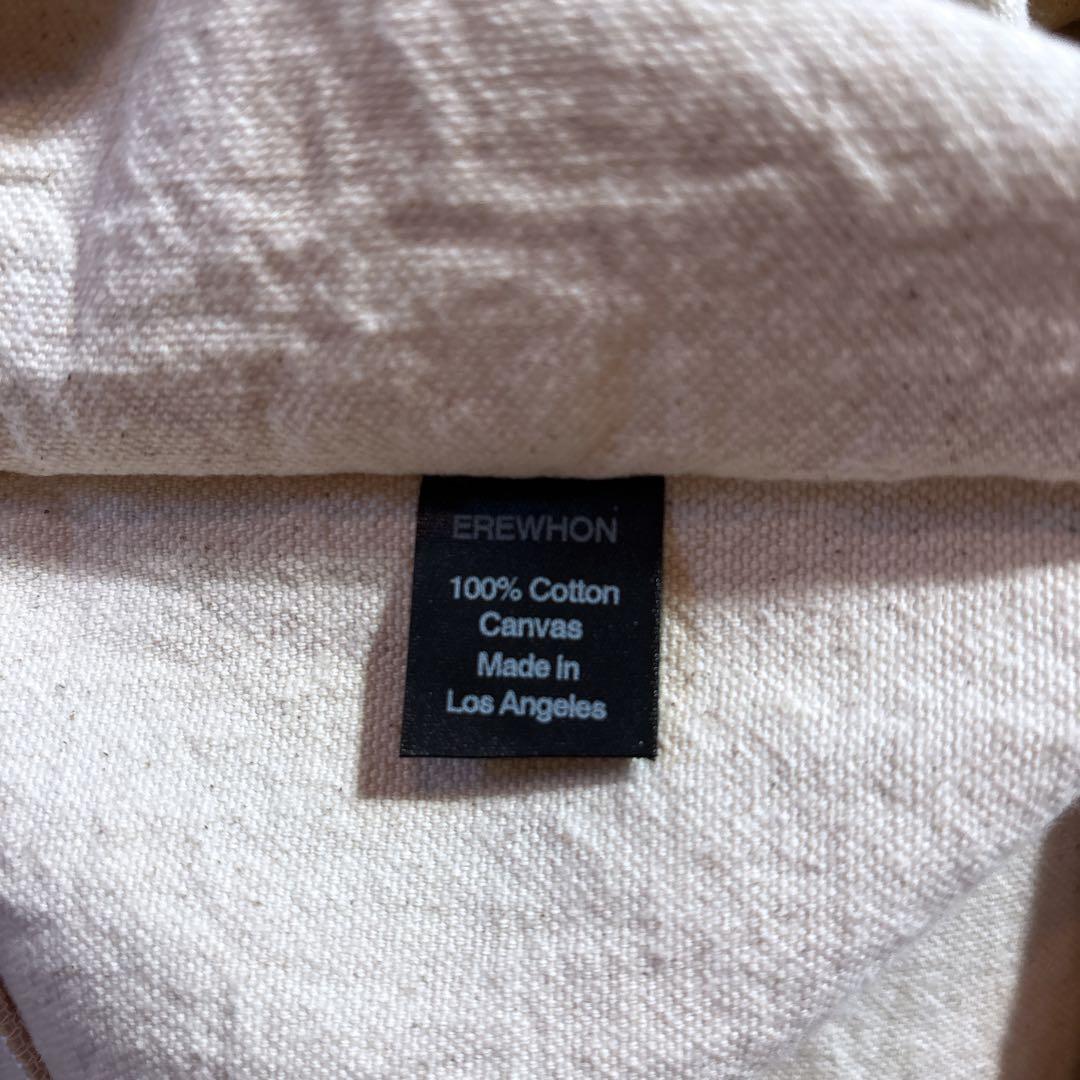 EREWHON
100% Cotton
Canvas
Made in
Los Angeles